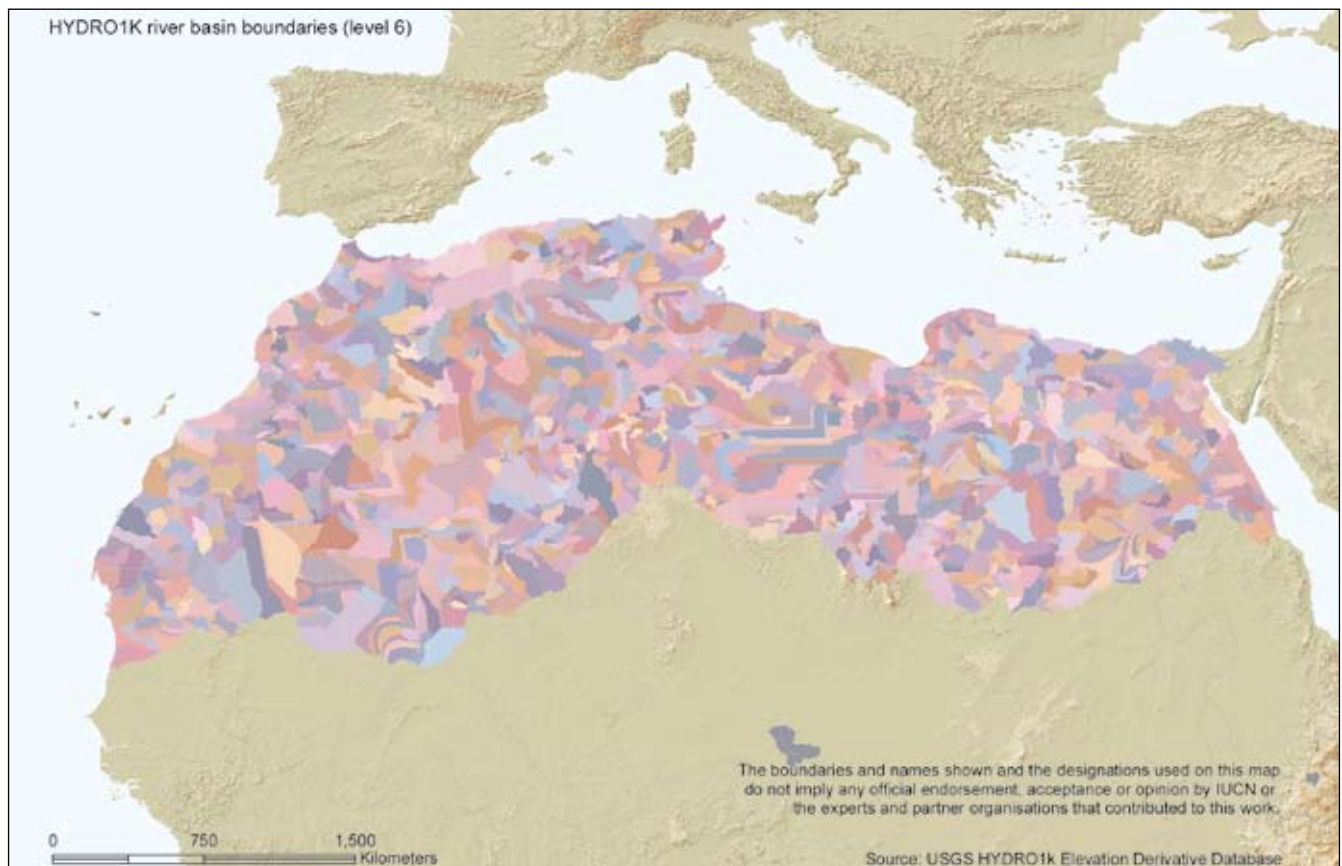 HYDRO1K river basin boundaries (level 6)
The boundaries and names shown and the designations used on this map
do not imply any official endorsement, acceptance or opinion by IUCN or
the experts and partner organisations that contributed to this work.
0 750 1,500
Kilometers
Source: USGS HYDRO1k Elevation Derivative Database